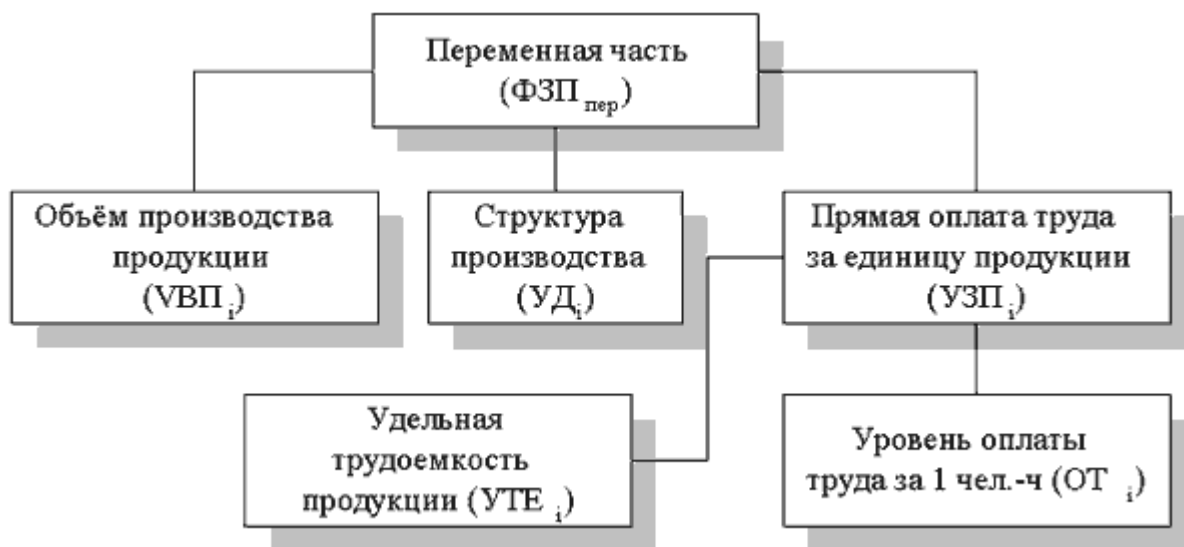 Переменная часть
(ФЗП пер)
Объём производства
продукции
(VВП i)
Структура
производства
(УД i)
Прямая оплата труда
за единицу продукции
(УЗП i)
Удельная
трудоемкость
продукции (УТЕ i)
Уровень оплаты
труда за 1 чел.-ч (ОТ i)